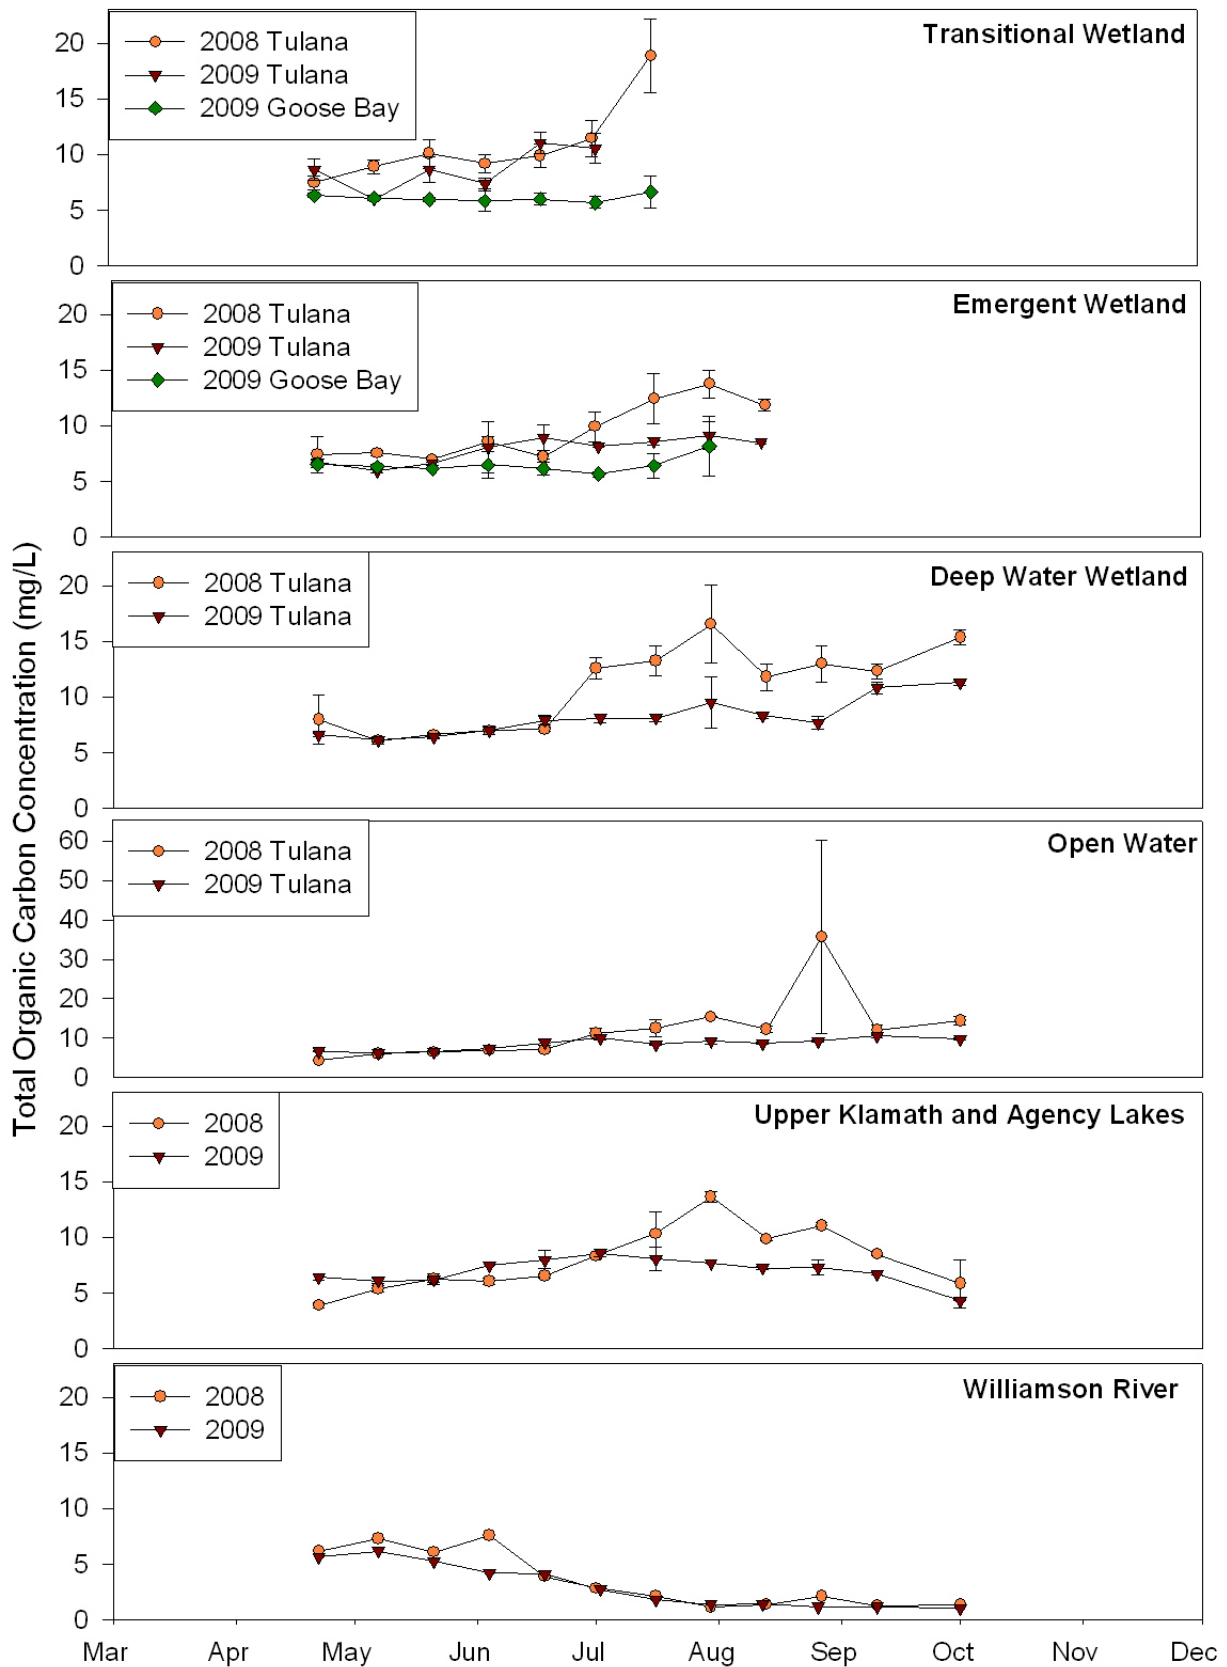 Total Organic Carbon Concentration (mg/L)
Transitional Wetland
2008 Tulana
2009 Tulana
2009 Goose Bay
20
15
10
5
0
Emergent Wetland
2008 Tulana
2009 Tulana
2009 Goose Bay
20
15
10
5
0
Deep Water Wetland
2008 Tulana
2009 Tulana
20
15
10
5
0
Open Water
2008 Tulana
2009 Tulana
60
50
40
30
20
10
0
Upper Klamath and Agency Lakes
2008
2009
20
15
10
5
0
Williamson River
2008
2009
20
15
10
5
0
Mar Apr May Jun Jul Aug Sep Oct Nov Dec